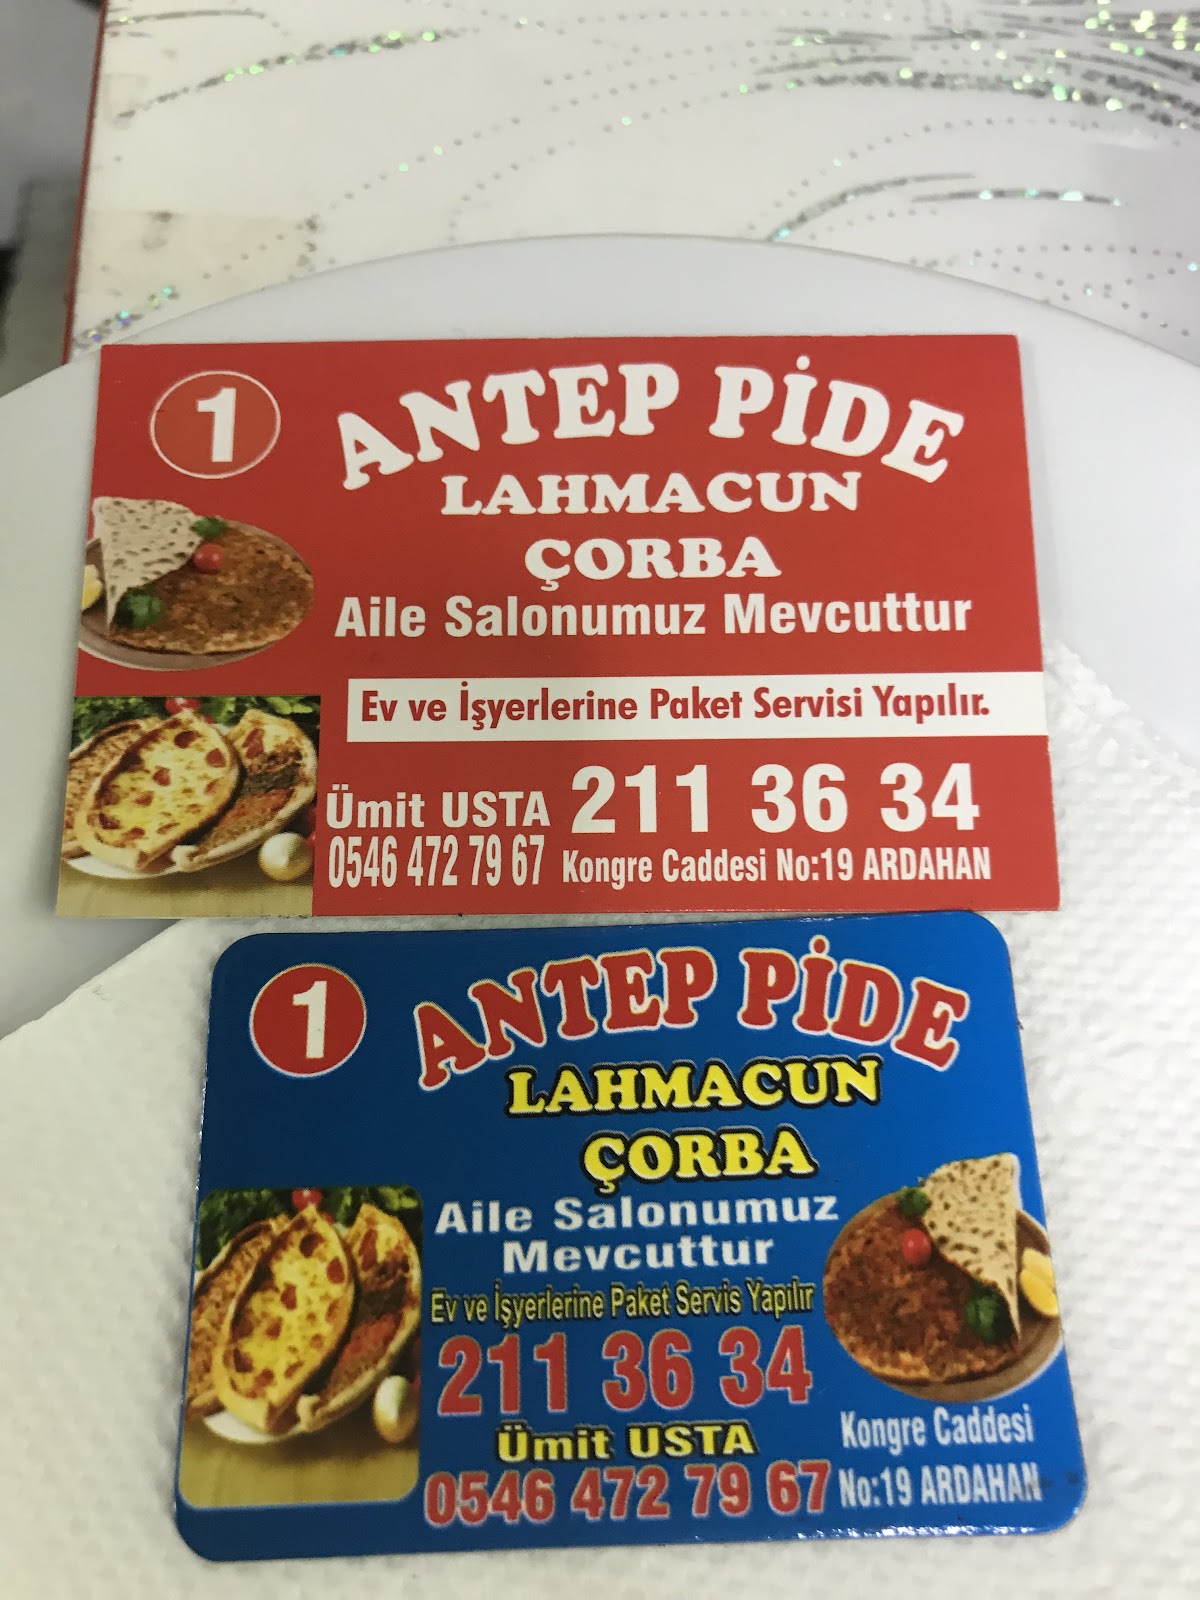 1
ANTEP PİDE
LAHMACUN
ÇORBA
Aile Salonumuz Mevcuttur
Ev ve İşyerlerine Paket Servisi Yapılır.
Ümit USTA 211 36 34
0546 472 79 67 Kongre Caddesi No:19 ARDAHAN
1
ANTEP PİDE
LAHMACUN
ÇORBA
Aile Salonumuz
Mevcuttur
Ev ve İşyerlerine Paket Servis Yapılır
211 36 34
Ümit USTA
0546 472 79 67
Kongre Caddesi
No:19 ARDAHAN